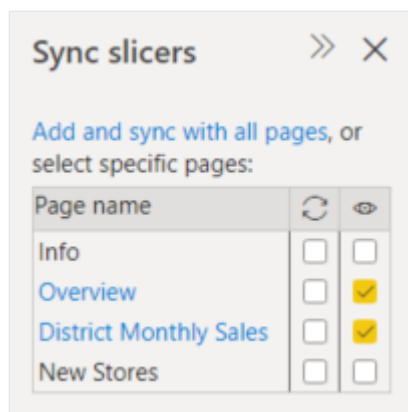 Sync slicers
Add and sync with all pages, or
select specific pages:
Page name
Info
Overview
District Monthly Sales
New Stores